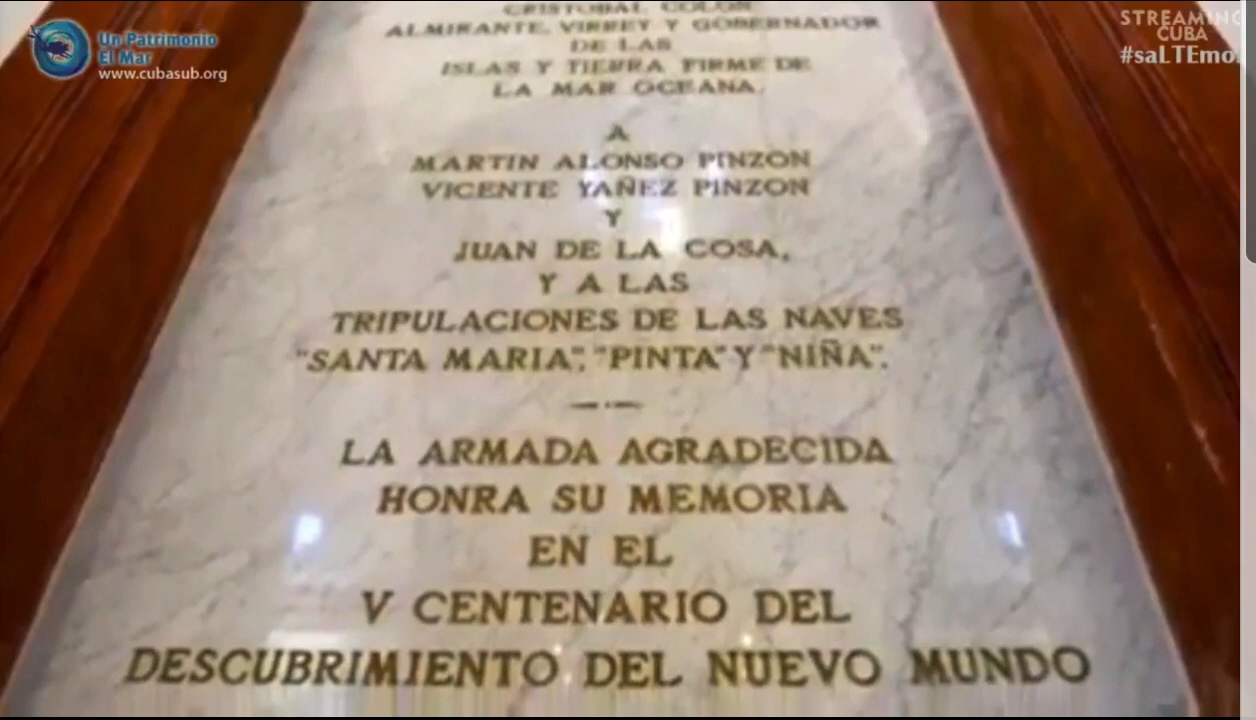 Un Patrimonio
El Mar
www.cubasub.org
STREAMING
CUBA
#saLTEmos
CRISTOBAL COLON
ALMIRANTE, VIRREY Y GOBERNADOR
DE LAS
ISLAS Y TIERRA FIRME DE
LA MAR OCEANA.
A
MARTIN ALONSO PINZON
VICENTE YAÑEZ PINZON
Y
JUAN DE LA COSA,
Y A LAS
TRIPULACIONES DE LAS NAVES
"SANTA MARIA", "PINTA" Y "NIÑA".
LA ARMADA AGRADECIDA
HONRA SU MEMORIA
EN EL
V CENTENARIO DEL
DESCUBRIMIENTO DEL NUEVO MUNDO